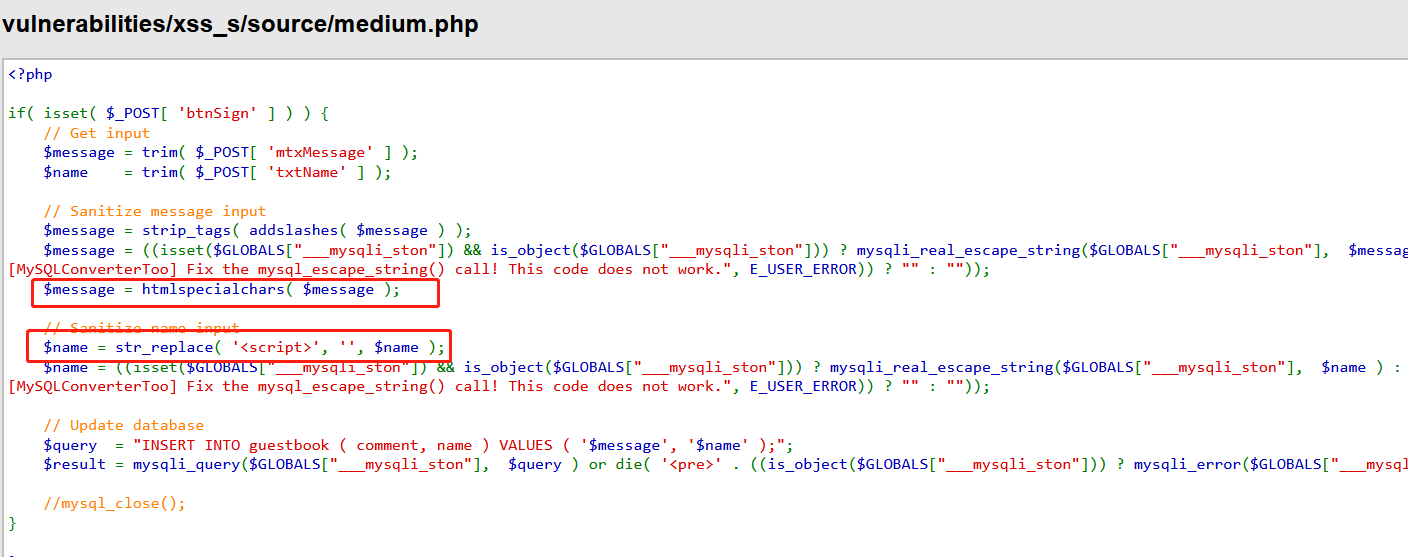 vulnerabilities/xss_s/source/medium.php
<?php
if( isset( $_POST[ 'btnSign' ] ) ) {
// Get input
$message = trim( $_POST[ 'mtxMessage' ] );
$name    = trim( $_POST[ 'txtName' ] );
// Sanitize message input
$message = strip_tags( addslashes( $message ) );
$message = ((isset($GLOBALS["___mysqli_ston"]) && is_object($GLOBALS["___mysqli_ston"])) ? mysqli_real_escape_string($GLOBALS["___mysqli_ston"],  $messag
[MySQLConverterToo] Fix the mysql_escape_string() call! This code does not work.", E_USER_ERROR)) ? "" : ""));
$message = htmlspecialchars( $message );
// Sanitize name input
$name = str_replace( '<script>', '', $name );
$name = ((isset($GLOBALS["___mysqli_ston"]) && is_object($GLOBALS["___mysqli_ston"])) ? mysqli_real_escape_string($GLOBALS["___mysqli_ston"],  $name ) :
[MySQLConverterToo] Fix the mysql_escape_string() call! This code does not work.", E_USER_ERROR)) ? "" : ""));
// Update database
$query  = "INSERT INTO guestbook ( comment, name ) VALUES ( '$message', '$name' );";
$result = mysqli_query($GLOBALS["___mysqli_ston"],  $query ) or die( '<pre>' . ((is_object($GLOBALS["___mysqli_ston"])) ? mysqli_error($GLOBALS["___mysql
//mysql_close();
}